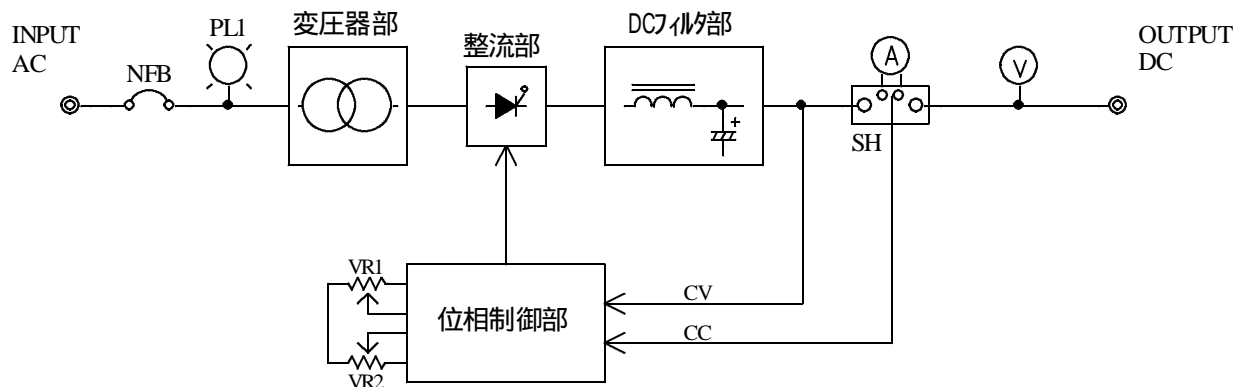 INPUT
AC
NFB
PL1
変圧器部
整流部
DCフィルタ部
A
V
OUTPUT
DC
+
SH
VR1
VR2
位相制御部
CV
CC